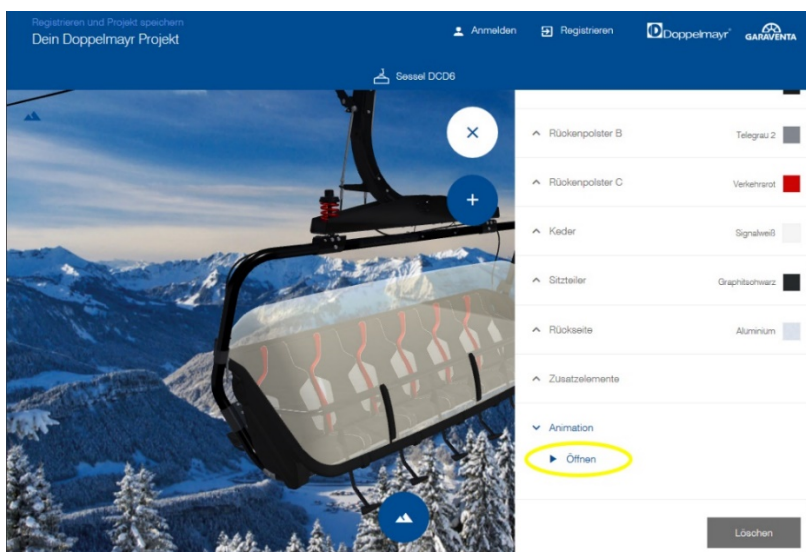 Registrieren und Projekt speichern
Dein Doppelmayr Projekt
Anmelden
Registrieren
Doppelmayr
GARAVENTA
Sessel DCD6
Rückenpolster B Telegrau 2
Rückenpolster C Verkehrsrot
Keder Signalweiß
Sitzteiler Graphitschwarz
Rückseite Aluminium
Zusatzelemente
Animation
Öffnen
Löschen